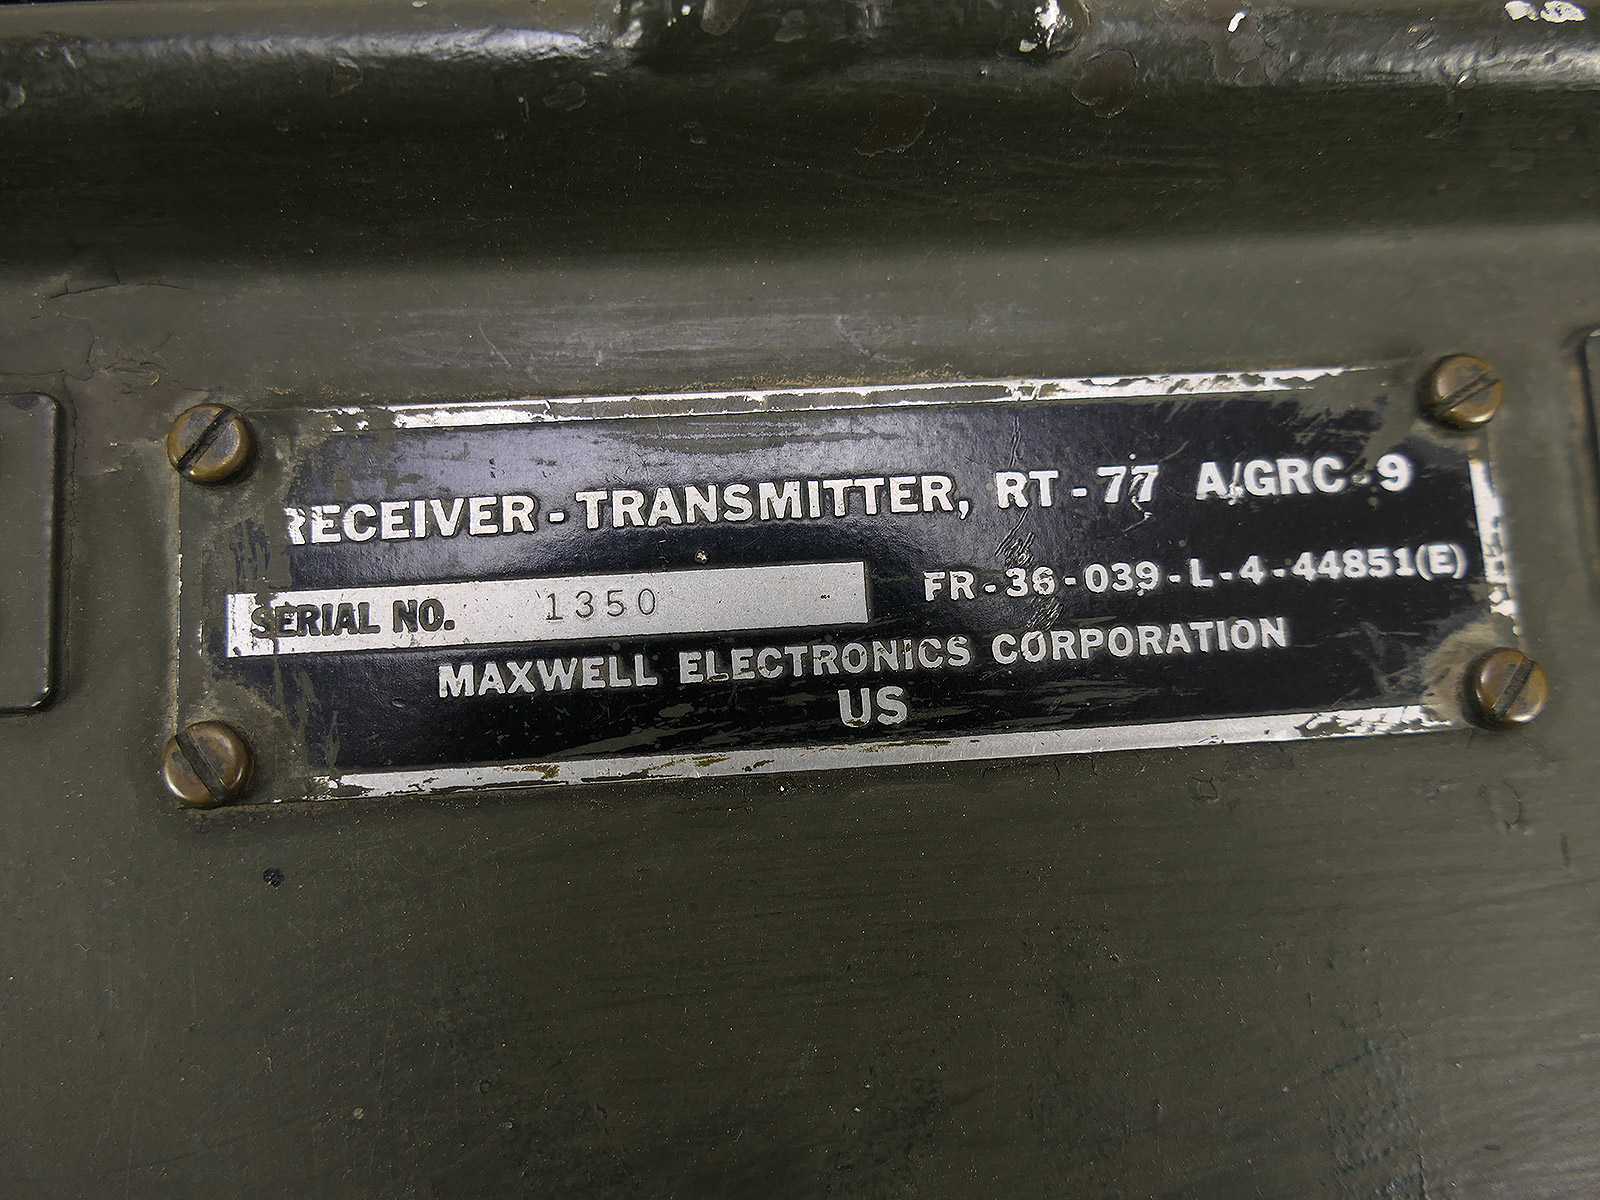 RECEIVER-TRANSMITTER, RT-77 A/GRC-9
SERIAL NO. 1350 FR-36-039-L-4-44851(E)
MAXWELL ELECTRONICS CORPORATION
US